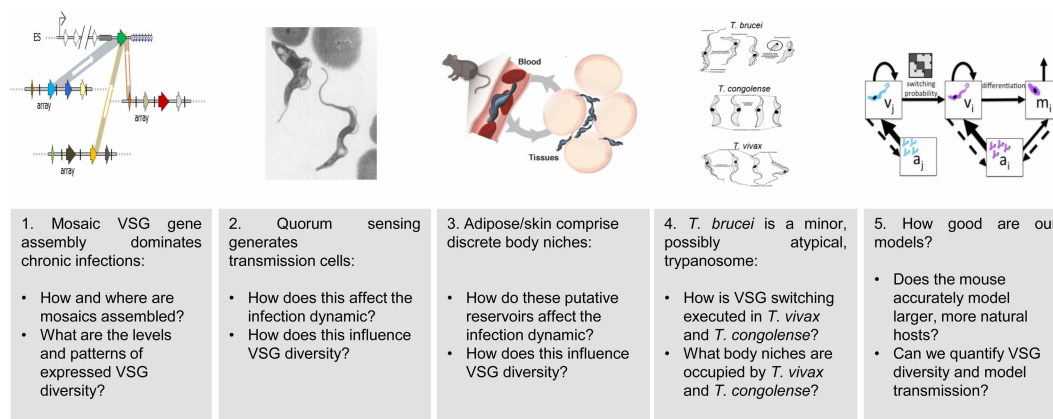 ES
array
array
array
Blood
Tissues
T. brucei
T. congolense
T. vivax
switching
probability
differentiation
vj
vi
mi
aj
ai
1. Mosaic VSG gene
assembly dominates
chronic infections:
• How and where are
mosaics assembled?
• What are the levels
and patterns of
expressed VSG
diversity?
2. Quorum sensing
generates
transmission cells:
• How does this affect the
infection dynamic?
• How does this influence
VSG diversity?
3. Adipose/skin comprise
discrete body niches:
• How do these putative
reservoirs affect the
infection dynamic?
• How does this influence
VSG diversity?
4. T. brucei is a minor,
possibly atypical,
trypanosome:
• How is VSG switching
executed in T. vivax
and T. congolense?
• What body niches are
occupied by T. vivax
and T. congolense?
5. How good are ou
models?
• Does the mouse
accurately model
larger, more natural
hosts?
• Can we quantify VSG
diversity and model
transmission?